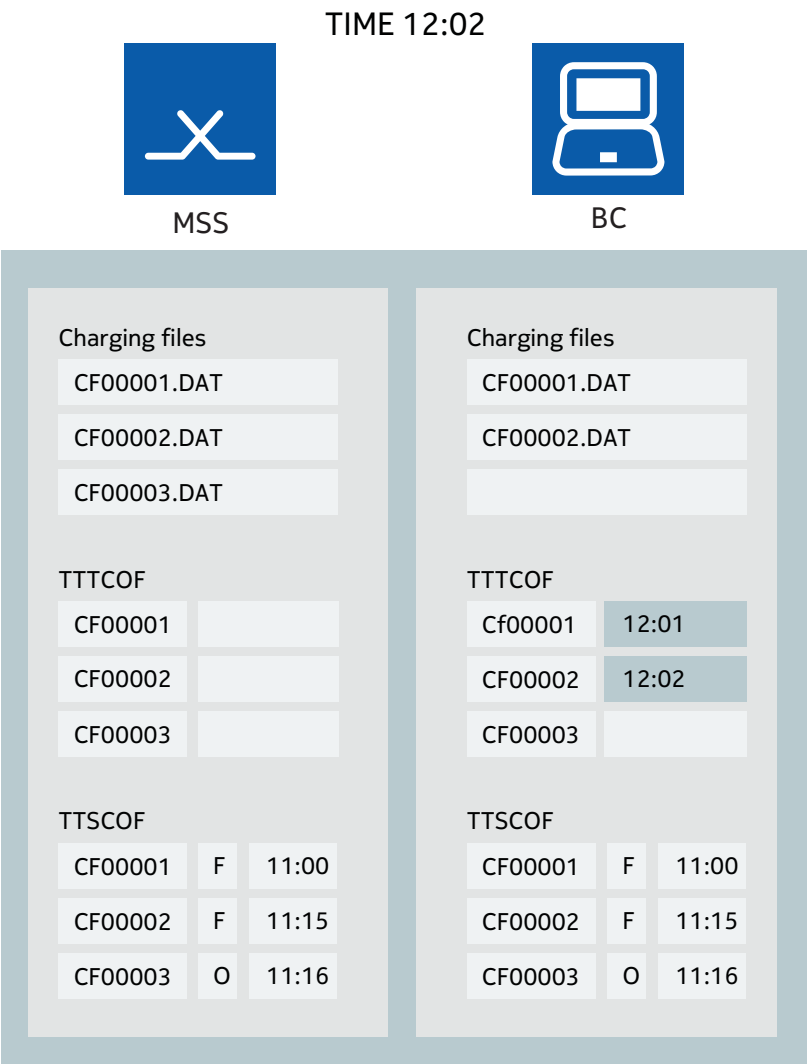 TIME 12:02
MSS
BC
Charging files
CF00001.DAT
CF00002.DAT
CF00003.DAT
TTTCOF
CF00001
CF00002
CF00003
TTSCOF
CF00001 F 11:00
CF00002 F 11:15
CF00003 O 11:16
Charging files
CF00001.DAT
CF00002.DAT
TTTCOF
Cf00001 12:01
CF00002 12:02
CF00003
TTSCOF
CF00001 F 11:00
CF00002 F 11:15
CF00003 O 11:16